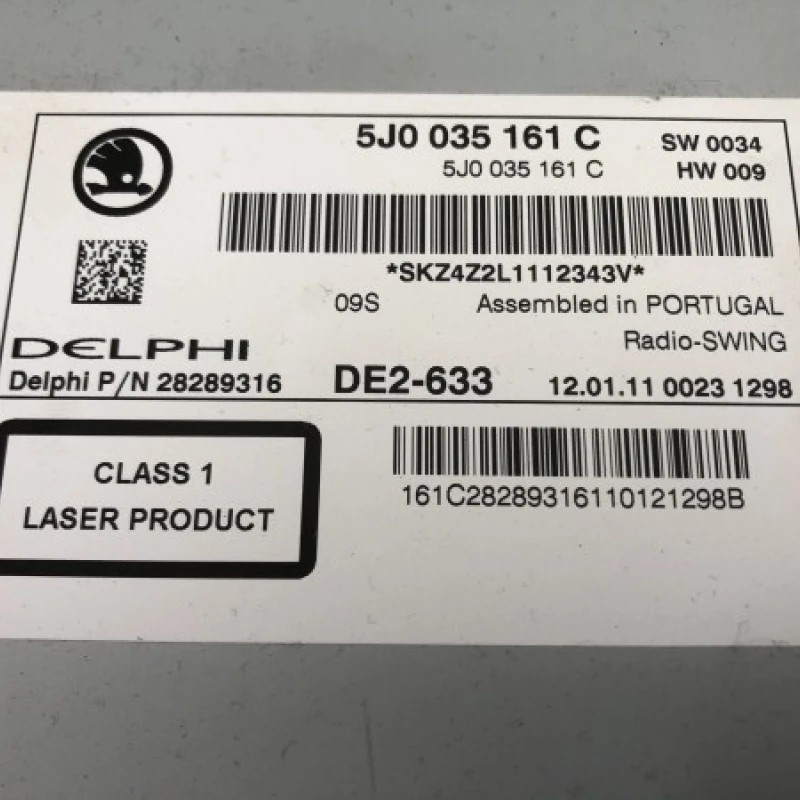 5J0 035 161 C SW 0034
5J0 035 161 C HW 009
*SKZ4Z2L1112343V*
09S Assembled in PORTUGAL
Radio-SWING
DELPHI
Delphi P/N 28289316 DE2-633 12.01.11 0023 1298
CLASS 1
LASER PRODUCT
161C28289316110121298B